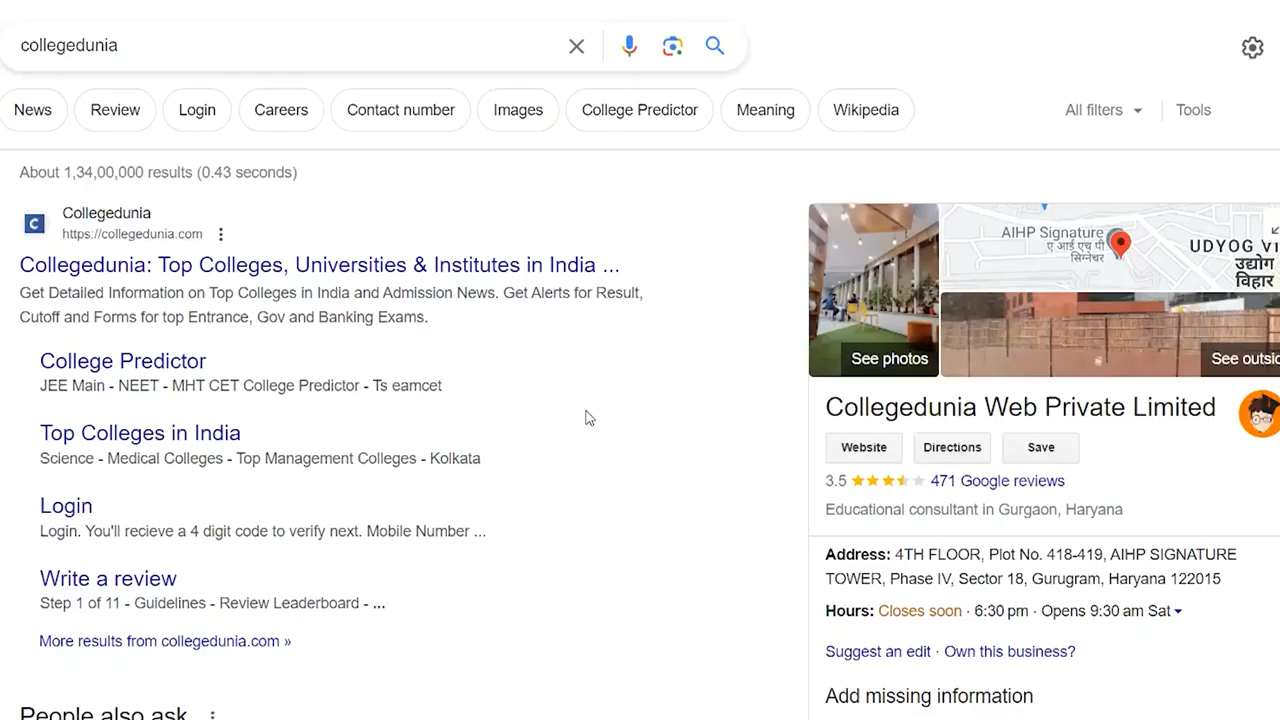 collegedunia
News Review Login Careers Contact number Images College Predictor Meaning Wikipedia All filters Tools
About 1,34,00,000 results (0.43 seconds)
C
Collegedunia
https://collegedunia.com
Collegedunia: Top Colleges, Universities & Institutes in India ...
Get Detailed Information on Top Colleges in India and Admission News. Get Alerts for Result,
Cutoff and Forms for top Entrance, Gov and Banking Exams.
College Predictor
JEE Main - NEET - MHT CET College Predictor - Ts eamcet
Top Colleges in India
Science - Medical Colleges - Top Management Colleges - Kolkata
Login
Login. You'll recieve a 4 digit code to verify next. Mobile Number ...
Write a review
Step 1 of 11 - Guidelines - Review Leaderboard - ...
More results from collegedunia.com »
People also ask
AIHP Signature
ए आई एच पी
सिग्नेचर
UDYOG VI
उद्योग
विहार
See photos
See outsid
Collegedunia Web Private Limited
Website Directions Save
3.5 471 Google reviews
Educational consultant in Gurgaon, Haryana
Address: 4TH FLOOR, Plot No. 418-419, AIHP SIGNATURE
TOWER, Phase IV, Sector 18, Gurugram, Haryana 122015
Hours: Closes soon · 6:30 pm · Opens 9:30 am Sat
Suggest an edit · Own this business?
Add missing information